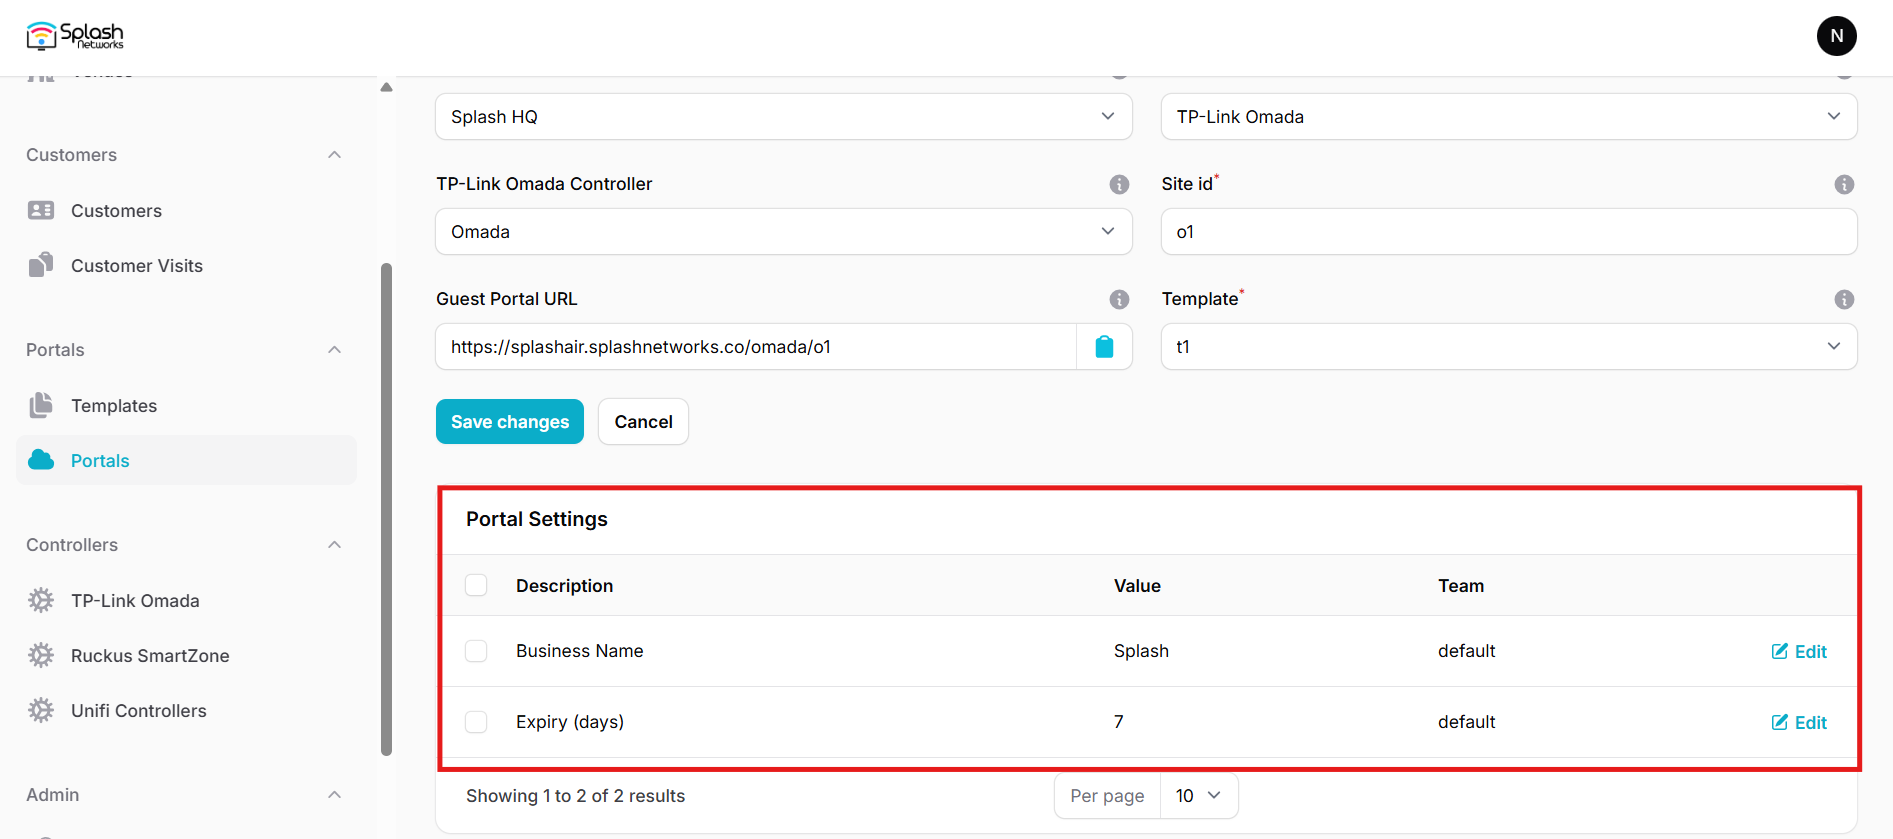 Splash
Networks
N
Venues
Customers
Customers
Customer Visits
Portals
Templates
Portals
Controllers
TP-Link Omada
Ruckus SmartZone
Unifi Controllers
Admin
Splash HQ
TP-Link Omada
TP-Link Omada Controller
Site id*
Omada
o1
Guest Portal URL
Template*
https://splashair.splashnetworks.co/omada/o1
t1
Save changes
Cancel
Portal Settings
Description Value Team
Business Name Splash default Edit
Expiry (days) 7 default Edit
Showing 1 to 2 of 2 results
Per page 10